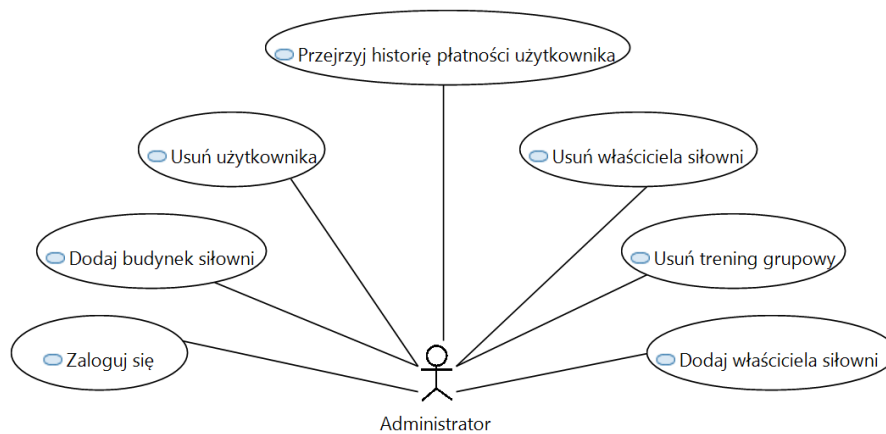 Przejrzyj historię płatności użytkownika
Usuń użytkownika
Usuń właściciela siłowni
Dodaj budynek siłowni
Usuń trening grupowy
Zaloguj się
Dodaj właściciela siłowni
Administrator